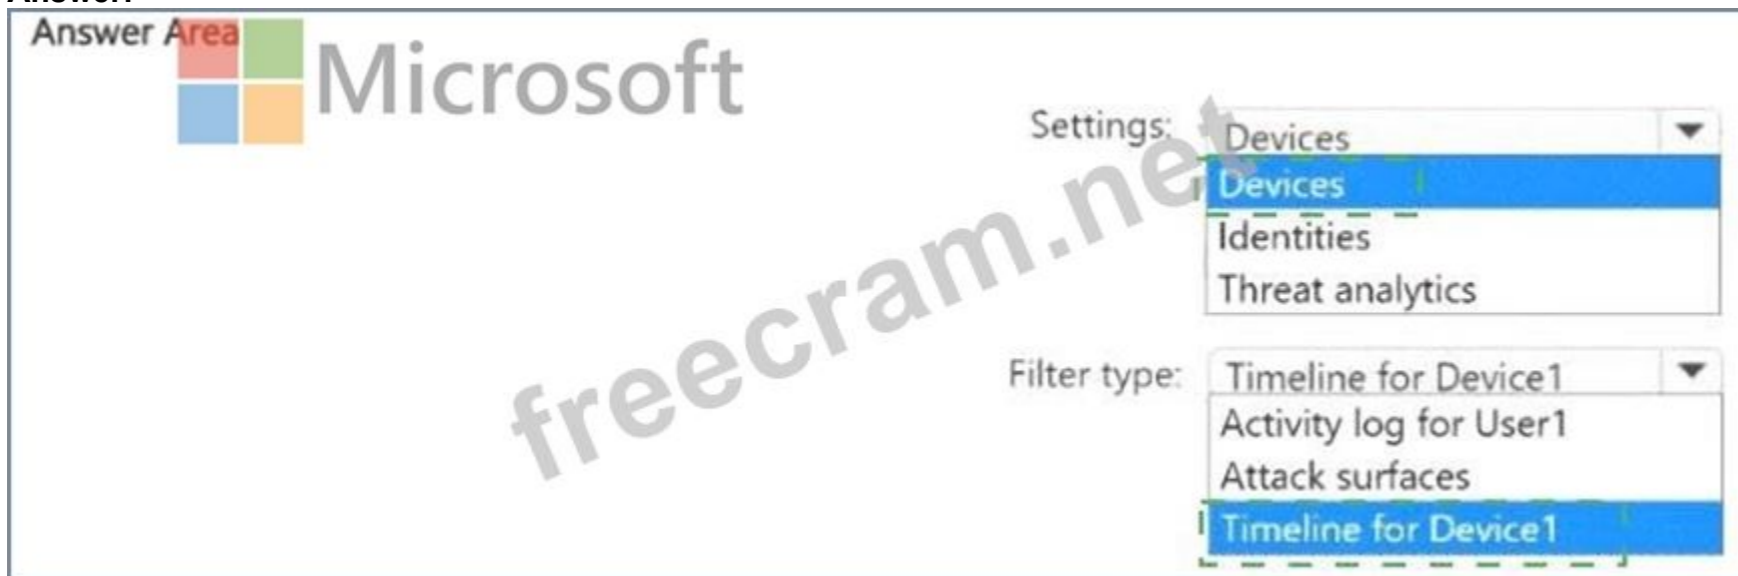 Answer Area
Microsoft
Settings:
Devices
Devices
Identities
Threat analytics
freecram.net
Filter type:
Timeline for Device1
Activity log for User1
Attack surfaces
Timeline for Device1